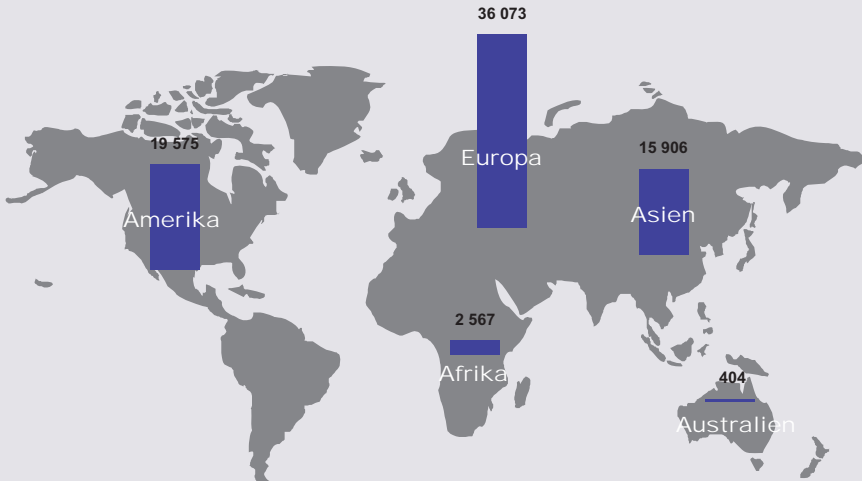 36 073
Europa
19 575
Amerika
15 906
Asien
2 567
Afrika
404
Australien